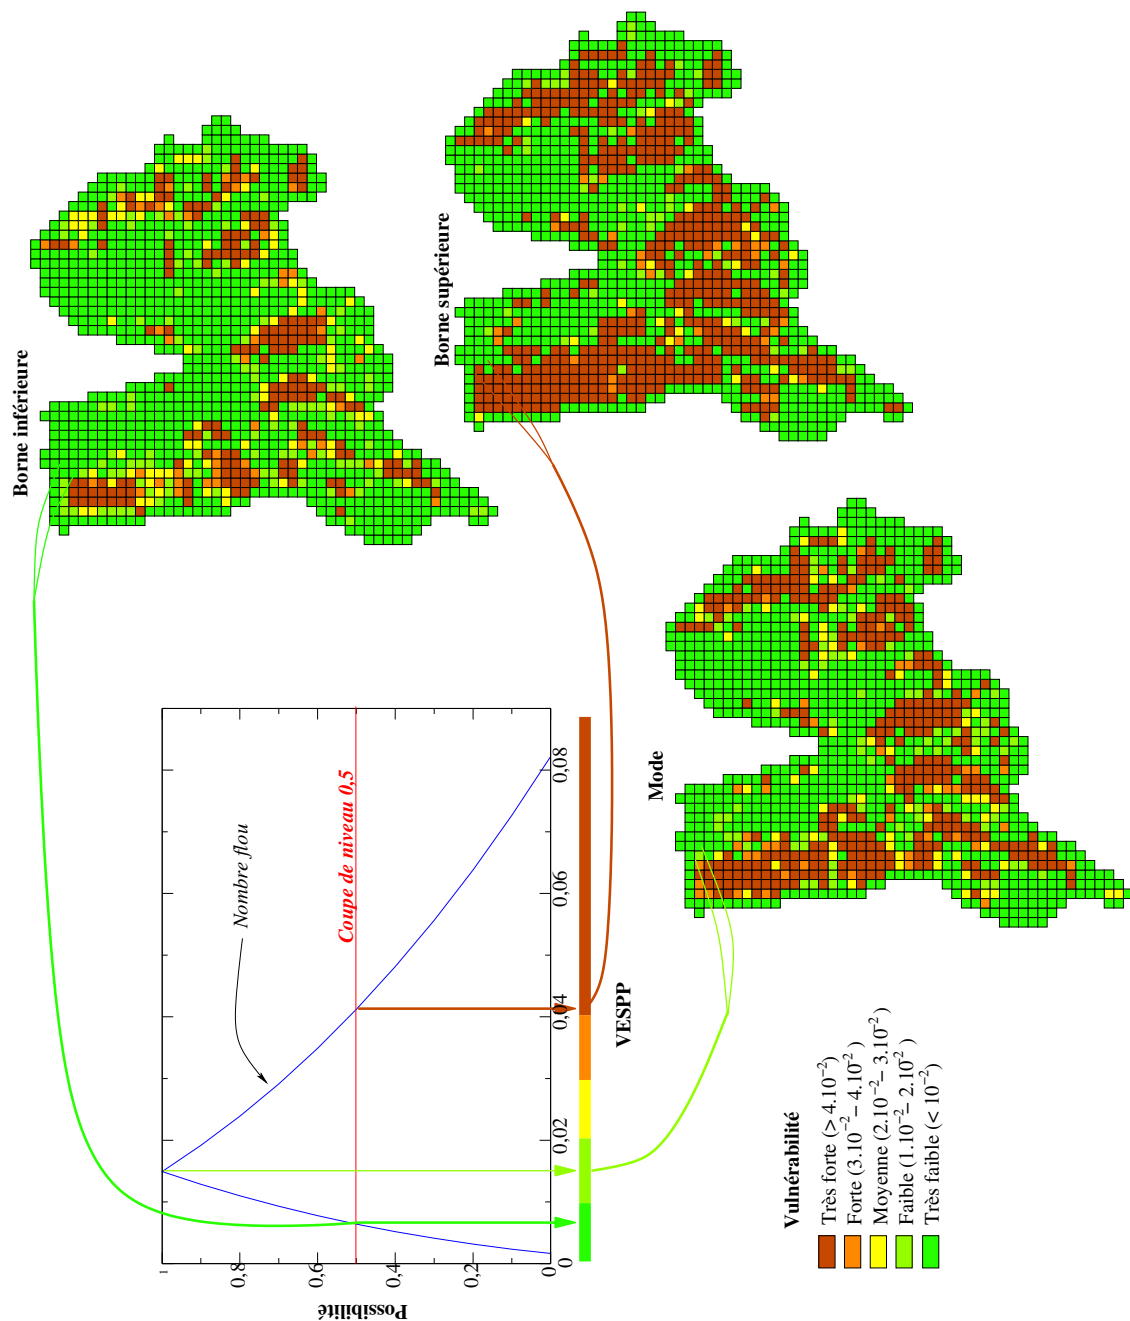 Borne inférieure
Borne supérieure
Mode
Nombre flou
Coupe de niveau 0,5
Possibilité
1
0,8
0,6
0,4
0,2
0
0
0,02
0,04
0,06
0,08
VESPP
Vulnérabilité
Très forte (> 4.10−2)
Forte (3.10−2 − 4.10−2 )
Moyenne (2.10−2 − 3.10−2)
Faible (1.10−2 − 2.10−2 )
Très faible (< 10−2)